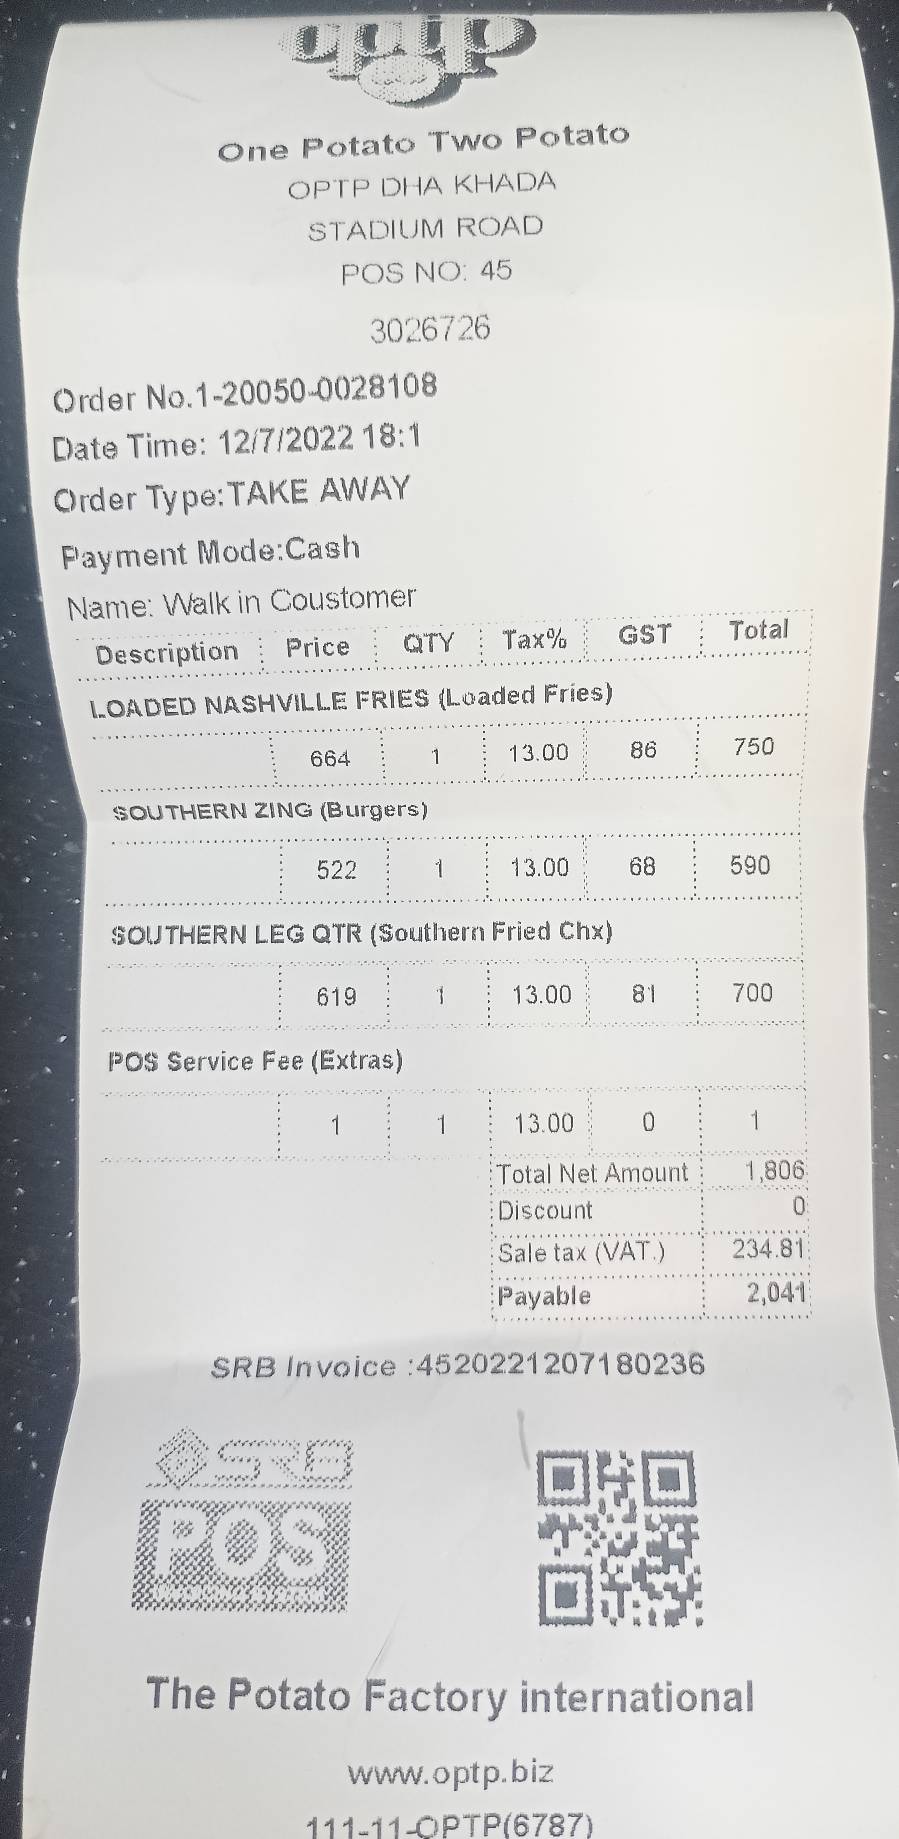 optp
One Potato Two Potato
OPTP DHA KHADA
STADIUM ROAD
POS NO: 45
3026726
Order No.1-20050-0028108
Date Time: 12/7/2022 18:1
Order Type:TAKE AWAY
Payment Mode:Cash
Name: Walk in Coustomer
Description Price QTY Tax% GST Total
LOADED NASHVILLE FRIES (Loaded Fries)
664 1 13.00 86 750
SOUTHERN ZING (Burgers)
522 1 13.00 68 590
SOUTHERN LEG QTR (Southern Fried Chx)
619 1 13.00 81 700
POS Service Fee (Extras)
1 1 13.00 0 1
Total Net Amount 1,806
Discount 0
Sale tax (VAT.) 234.81
Payable 2,041
SRB Invoice :4520221207180236
SRB
POS
The Potato Factory international
www.optp.biz
111-11-OPTP(6787)